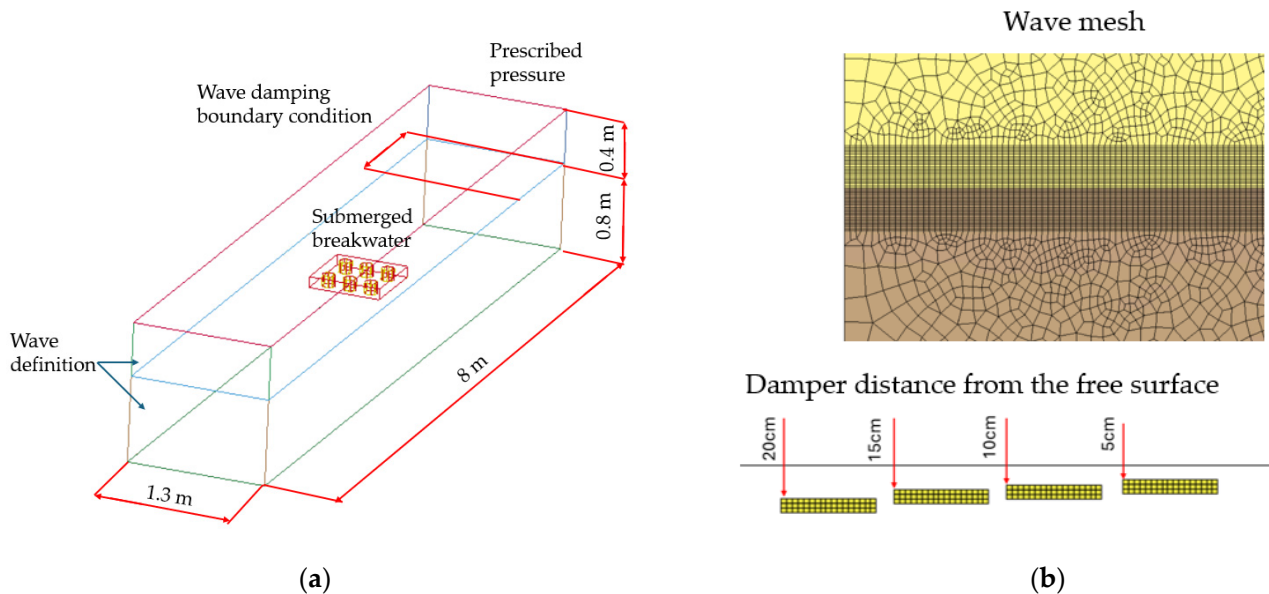 Prescribed
pressure
Wave damping
boundary condition
0.4 m
0.8 m
Submerged
breakwater
Wave
definition
8 m
1.3 m
(a)
Wave mesh
Damper distance from the free surface
20cm
15cm
10cm
5cm
(b)